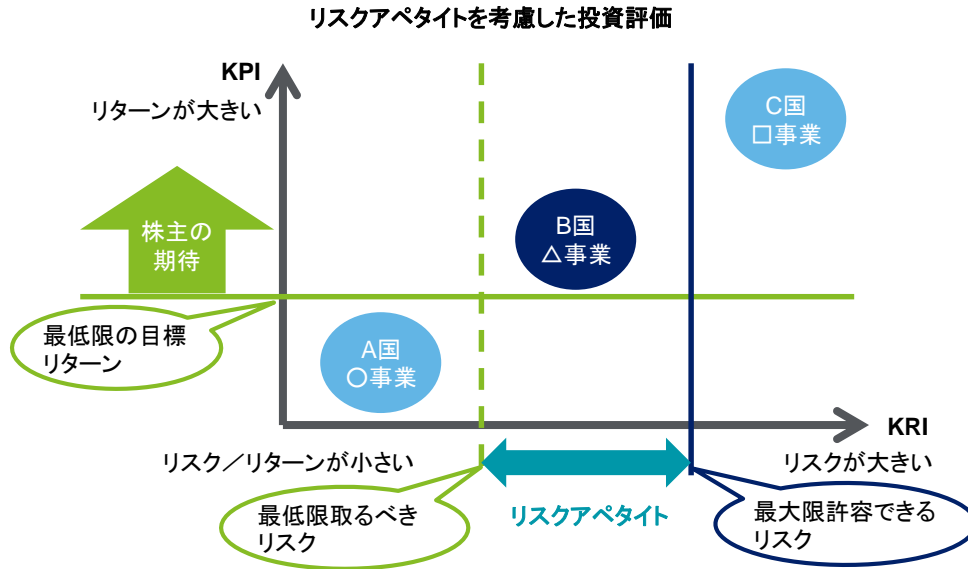 リスクアペタイトを考慮した投資評価
KPI
リターンが大きい
C国
□事業
株主の
期待
B国
△事業
最低限の目標
リターン
A国
〇事業
KRI
リスク／リターンが小さい
リスクが大きい
最低限取るべき
リスク
リスクアペタイト
最大限許容できる
リスク